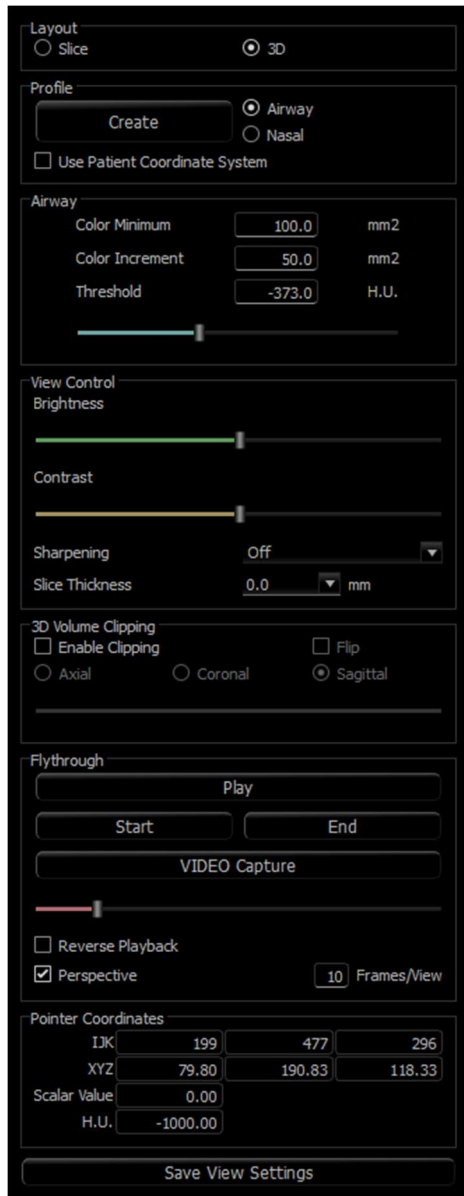 Layout
Slice 3D
Profile
Create Airway
Nasal
Use Patient Coordinate System
Airway
Color Minimum 100.0 mm2
Color Increment 50.0 mm2
Threshold -373.0 H.U.
View Control
Brightness
Contrast
Sharpening Off
Slice Thickness 0.0 mm
3D Volume Clipping
Enable Clipping Flip
Axial Coronal Sagittal
Flythrough
Play
Start End
VIDEO Capture
Reverse Playback
Perspective 10 Frames/View
Pointer Coordinates
IJK 199 477 296
XYZ 79.80 190.83 118.33
Scalar Value 0.00
H.U. -1000.00
Save View Settings